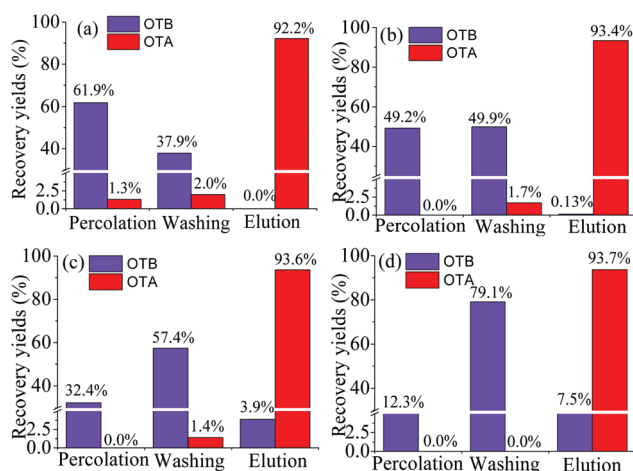 (a)
OTB
OTA
Recovery yields (%)
100
80
60
40
2.5
0.0
61.9%
1.3%
37.9%
2.0%
0.0%
92.2%
Percolation Washing Elution
(b)
OTB
OTA
Recovery yields (%)
100
80
60
40
2.5
0.0
49.2%
0.0%
49.9%
1.7%
0.13%
93.4%
Percolation Washing Elution
(c)
OTB
OTA
Recovery yields (%)
100
80
60
40
2.5
0.0
32.4%
0.0%
57.4%
1.4%
3.9%
93.6%
Percolation Washing Elution
(d)
OTB
OTA
Recovery yields (%)
100
80
60
40
2.5
0.0
12.3%
0.0%
79.1%
0.0%
7.5%
93.7%
Percolation Washing Elution